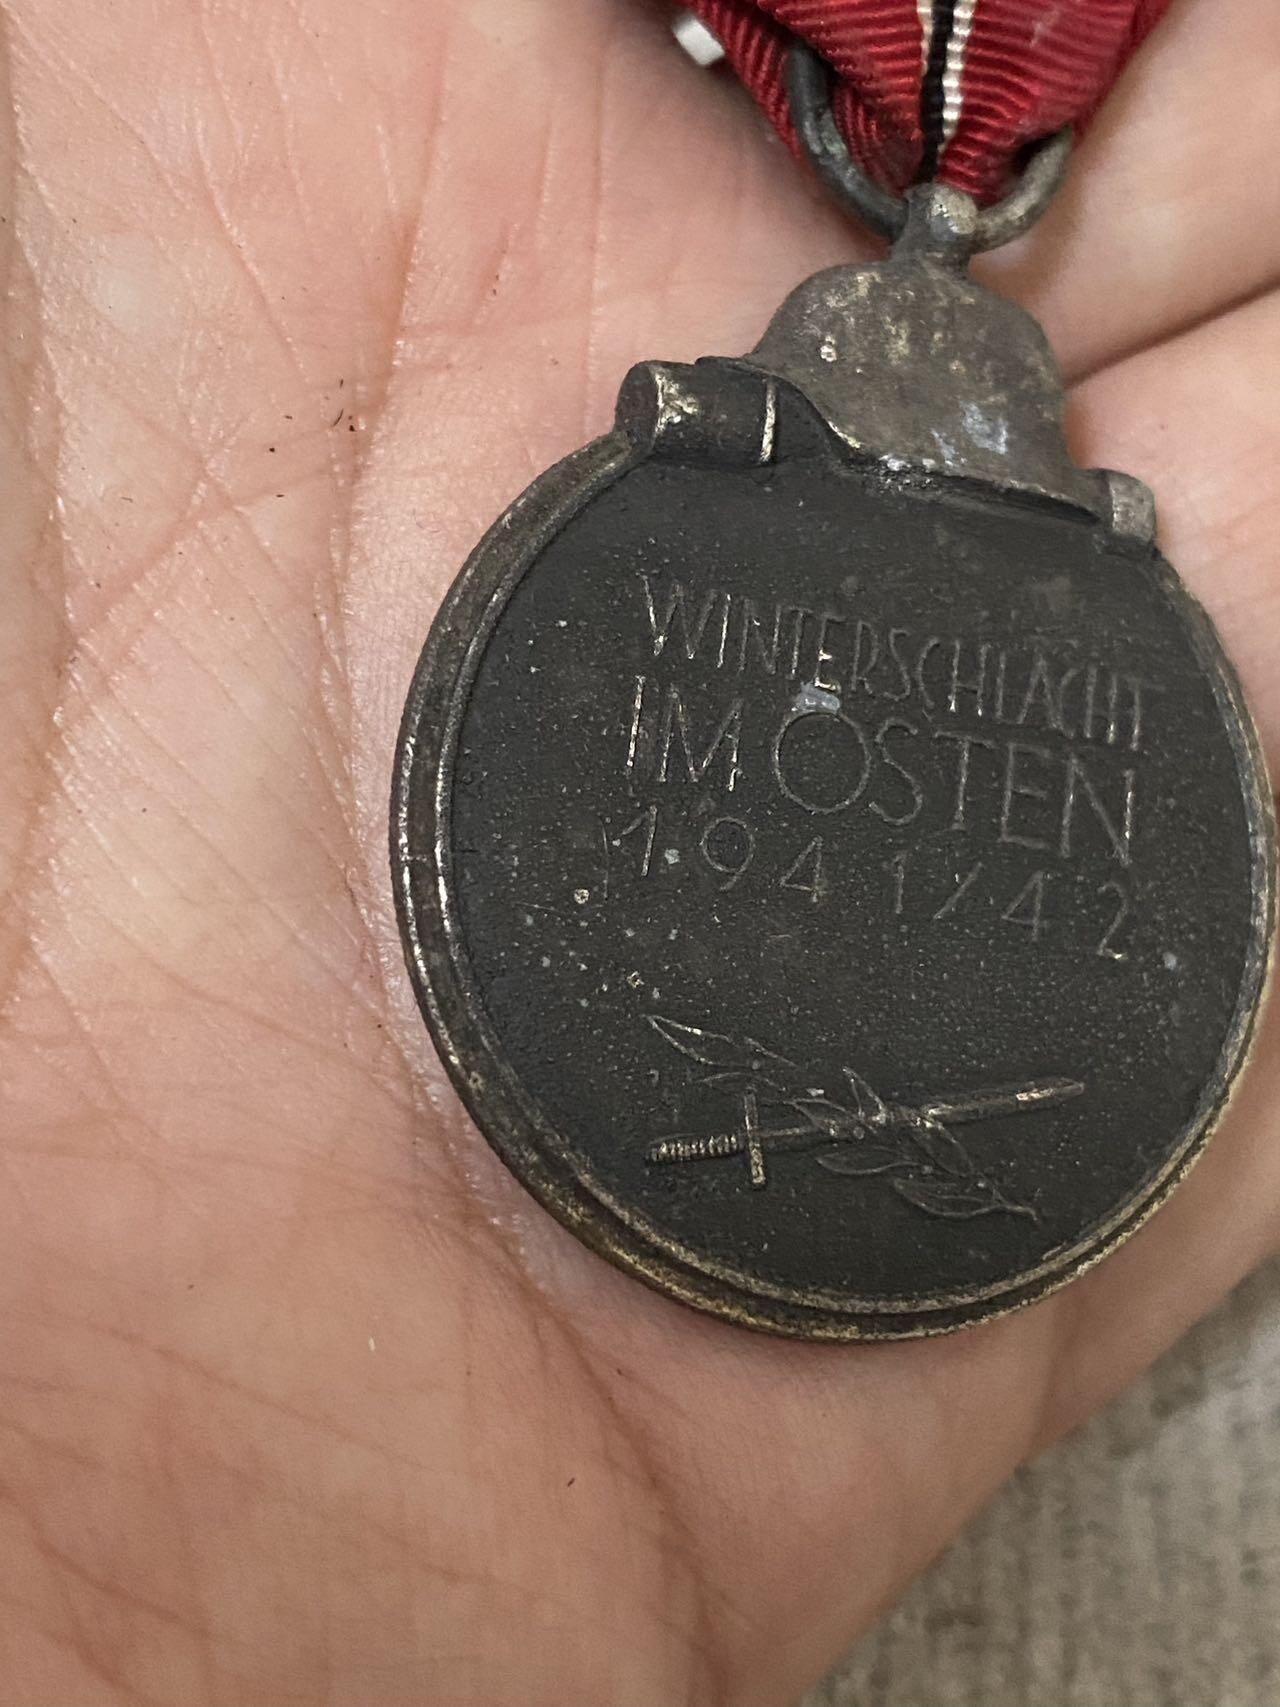 WINTERSCHLACHT
IM OSTEN
1941/42